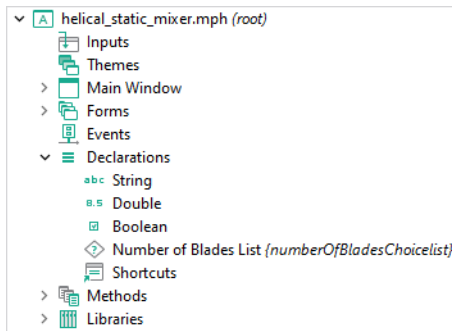 A helical_static_mixer.mph (root)
Inputs
Themes
Main Window
Forms
Events
Declarations
abc String
8.5 Double
Boolean
? Number of Blades List {numberOfBladesChoicelist}
Shortcuts
Methods
Libraries